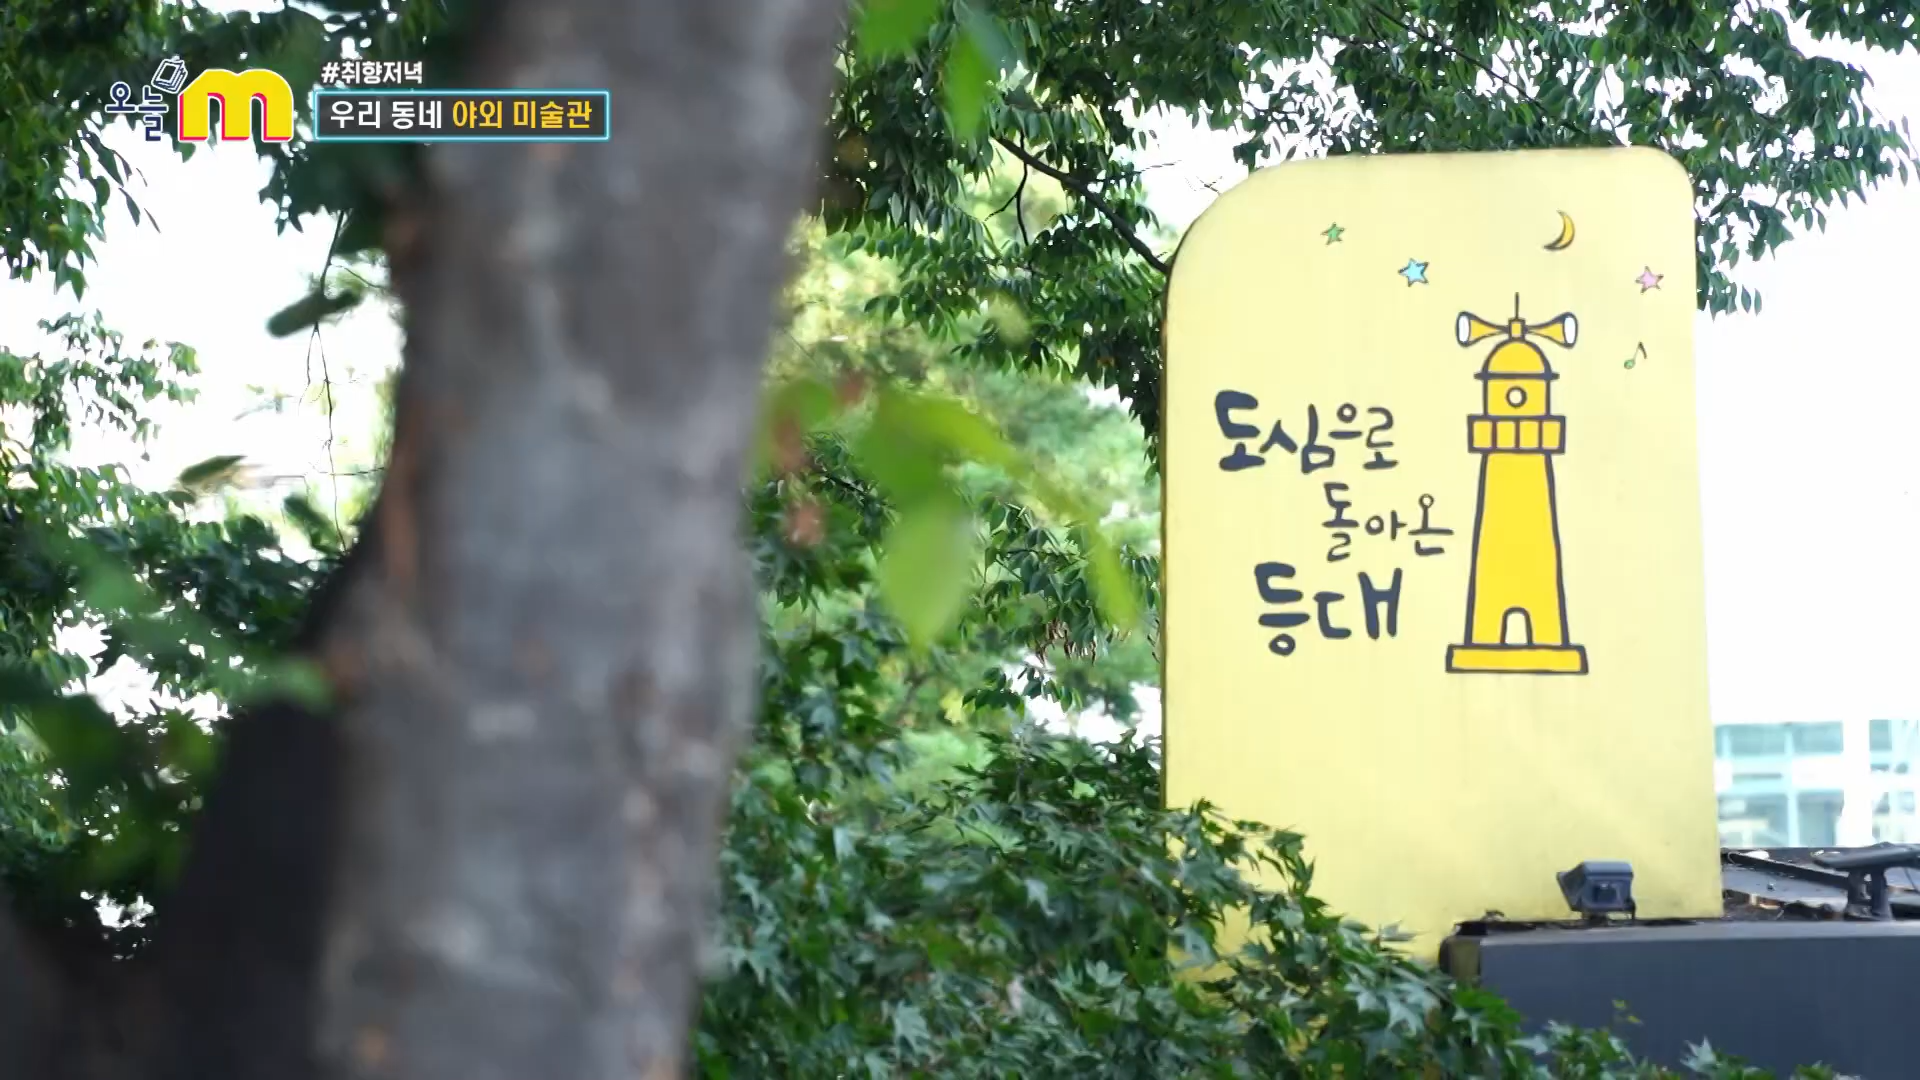 오늘 m
#취향저녁
우리 동네 야외 미술관
도심으로
돌아온
등대